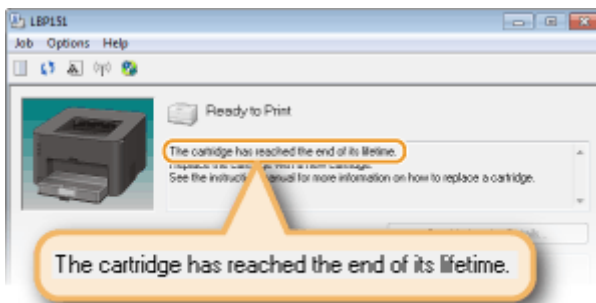 LBP151
Job Options Help
Ready to Print
The cartridge has reached the end of its lifetime.
See the instruction manual for more information on how to replace a cartridge.
The cartridge has reached the end of its lifetime.